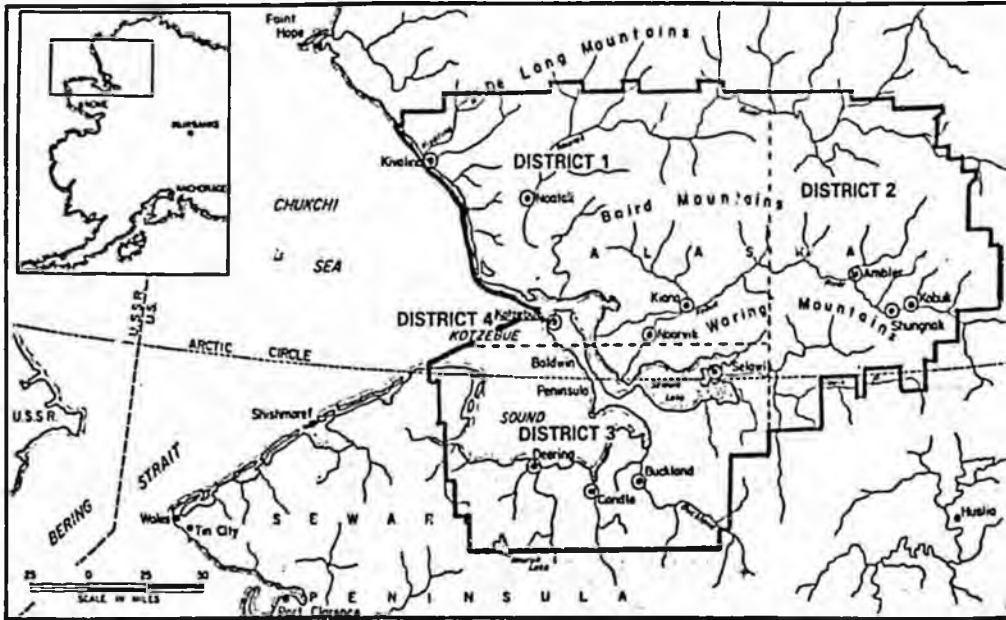 Point
Hope
NOME
FAIRBANKS
ANCHORAGE
Long Mountains
Kivalina
DISTRICT 1
DISTRICT 2
Noatak
CHUKCHI
SEA
Baird Mountains
A L A S K A
Ambler
Kobuk
Shungnak
Kiana
Noorvik
Waring Mountains
DISTRICT 4
Kotzebue
KOTZEBUE
U.S.S.R.
U.S.
ARCTIC CIRCLE
Baldwin
Peninsula
Selawik
Lake
Shishmaref
U.S.S.R.
SOUND
DISTRICT 3
Deering
Candle
Buckland
BERING STRAIT
Wales
Tin City
S E W A R
Huslia
25 0 25 50
SCALE IN MILES
Port Clarence
P E N I N S U L A
Lake